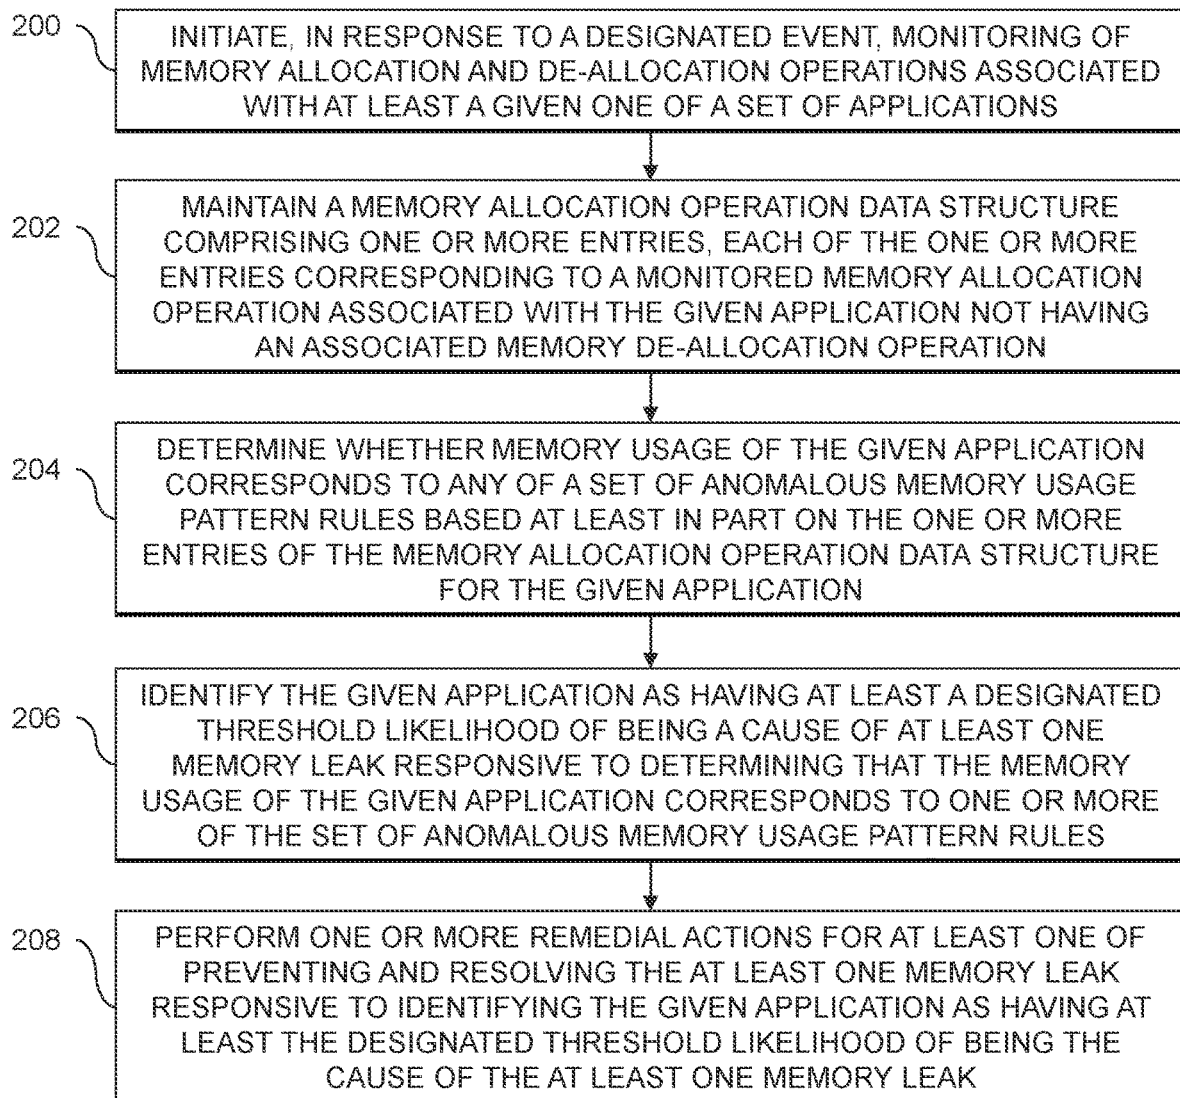 200
INITIATE, IN RESPONSE TO A DESIGNATED EVENT, MONITORING OF
MEMORY ALLOCATION AND DE-ALLOCATION OPERATIONS ASSOCIATED
WITH AT LEAST A GIVEN ONE OF A SET OF APPLICATIONS
202
MAINTAIN A MEMORY ALLOCATION OPERATION DATA STRUCTURE
COMPRISING ONE OR MORE ENTRIES, EACH OF THE ONE OR MORE
ENTRIES CORRESPONDING TO A MONITORED MEMORY ALLOCATION
OPERATION ASSOCIATED WITH THE GIVEN APPLICATION NOT HAVING
AN ASSOCIATED MEMORY DE-ALLOCATION OPERATION
204
DETERMINE WHETHER MEMORY USAGE OF THE GIVEN APPLICATION
CORRESPONDS TO ANY OF A SET OF ANOMALOUS MEMORY USAGE
PATTERN RULES BASED AT LEAST IN PART ON THE ONE OR MORE
ENTRIES OF THE MEMORY ALLOCATION OPERATION DATA STRUCTURE
FOR THE GIVEN APPLICATION
206
IDENTIFY THE GIVEN APPLICATION AS HAVING AT LEAST A DESIGNATED
THRESHOLD LIKELIHOOD OF BEING A CAUSE OF AT LEAST ONE
MEMORY LEAK RESPONSIVE TO DETERMINING THAT THE MEMORY
USAGE OF THE GIVEN APPLICATION CORRESPONDS TO ONE OR MORE
OF THE SET OF ANOMALOUS MEMORY USAGE PATTERN RULES
208
PERFORM ONE OR MORE REMEDIAL ACTIONS FOR AT LEAST ONE OF
PREVENTING AND RESOLVING THE AT LEAST ONE MEMORY LEAK
RESPONSIVE TO IDENTIFYING THE GIVEN APPLICATION AS HAVING AT
LEAST THE DESIGNATED THRESHOLD LIKELIHOOD OF BEING THE
CAUSE OF THE AT LEAST ONE MEMORY LEAK